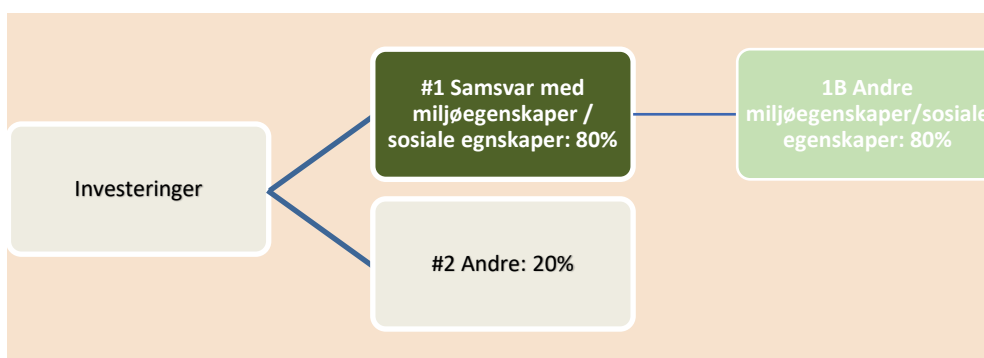 Investeringer
#1 Samsvar med
miljøegenskaper /
sosiale egnskaper: 80%
#2 Andre: 20%
1B Andre
miljøegenskaper/sosiale
egenskaper: 80%